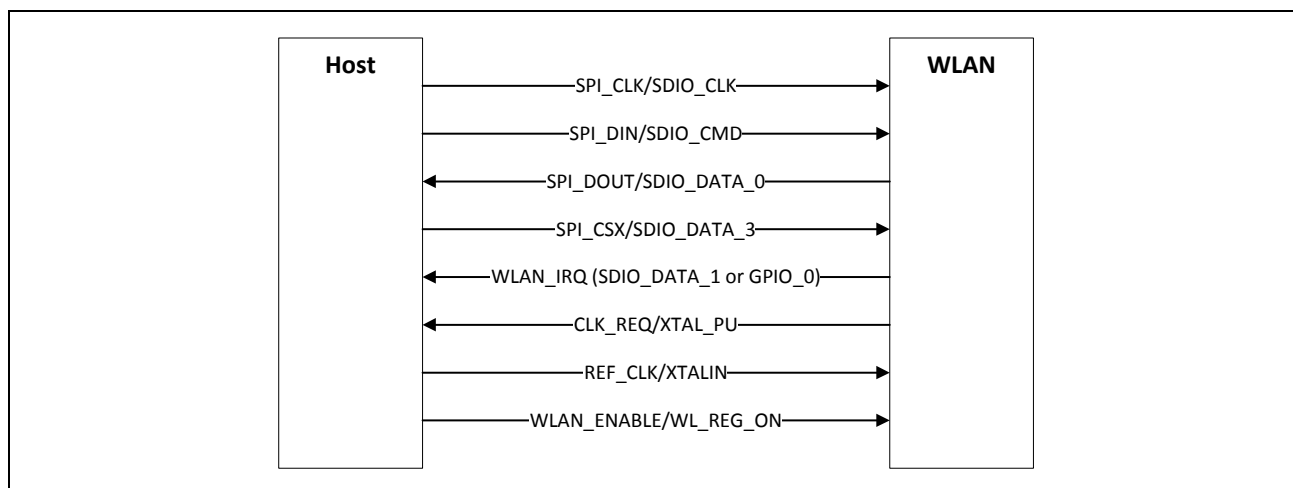 Host
WLAN
SPI_CLK/SDIO_CLK
SPI_DIN/SDIO_CMD
SPI_DOUT/SDIO_DATA_0
SPI_CSX/SDIO_DATA_3
WLAN_IRQ (SDIO_DATA_1 or GPIO_0)
CLK_REQ/XTAL_PU
REF_CLK/XTALIN
WLAN_ENABLE/WL_REG_ON